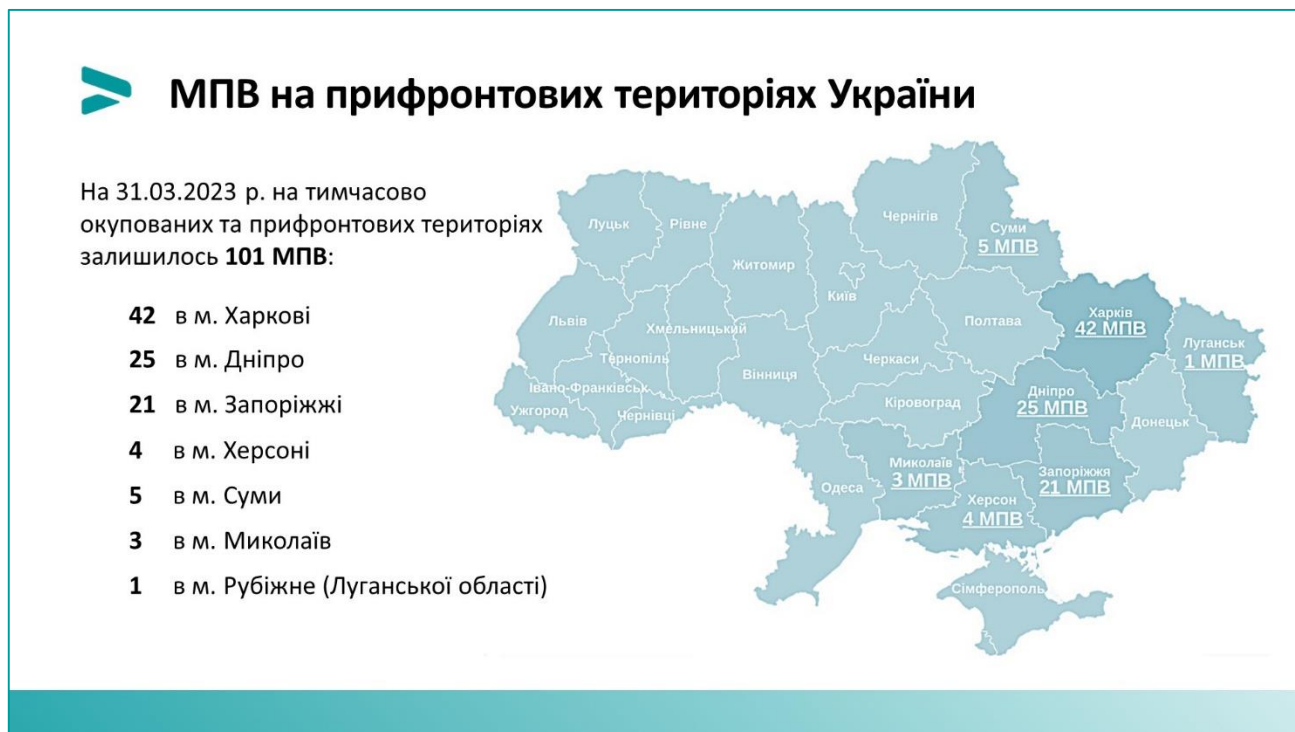 МПВ на прифронтових територіях України
На 31.03.2023 р. на тимчасово
окупованих та прифронтових територіях
залишилось 101 МПВ:
42 в м. Харкові
25 в м. Дніпро
21 в м. Запоріжжі
4 в м. Херсоні
5 в м. Суми
3 в м. Миколаїв
1 в м. Рубіжне (Луганської області)
Луцьк
Рівне
Житомир
Київ
Чернігів
Суми
5 МПВ
Львів
Тернопіль
Хмельницький
Вінниця
Черкаси
Полтава
Харків
42 МПВ
Луганськ
1 МПВ
Івано-Франківськ
Ужгород
Чернівці
Кіровоград
Дніпро
25 МПВ
Донецьк
Одеса
Миколаїв
3 МПВ
Херсон
4 МПВ
Запоріжжя
21 МПВ
Сімферополь